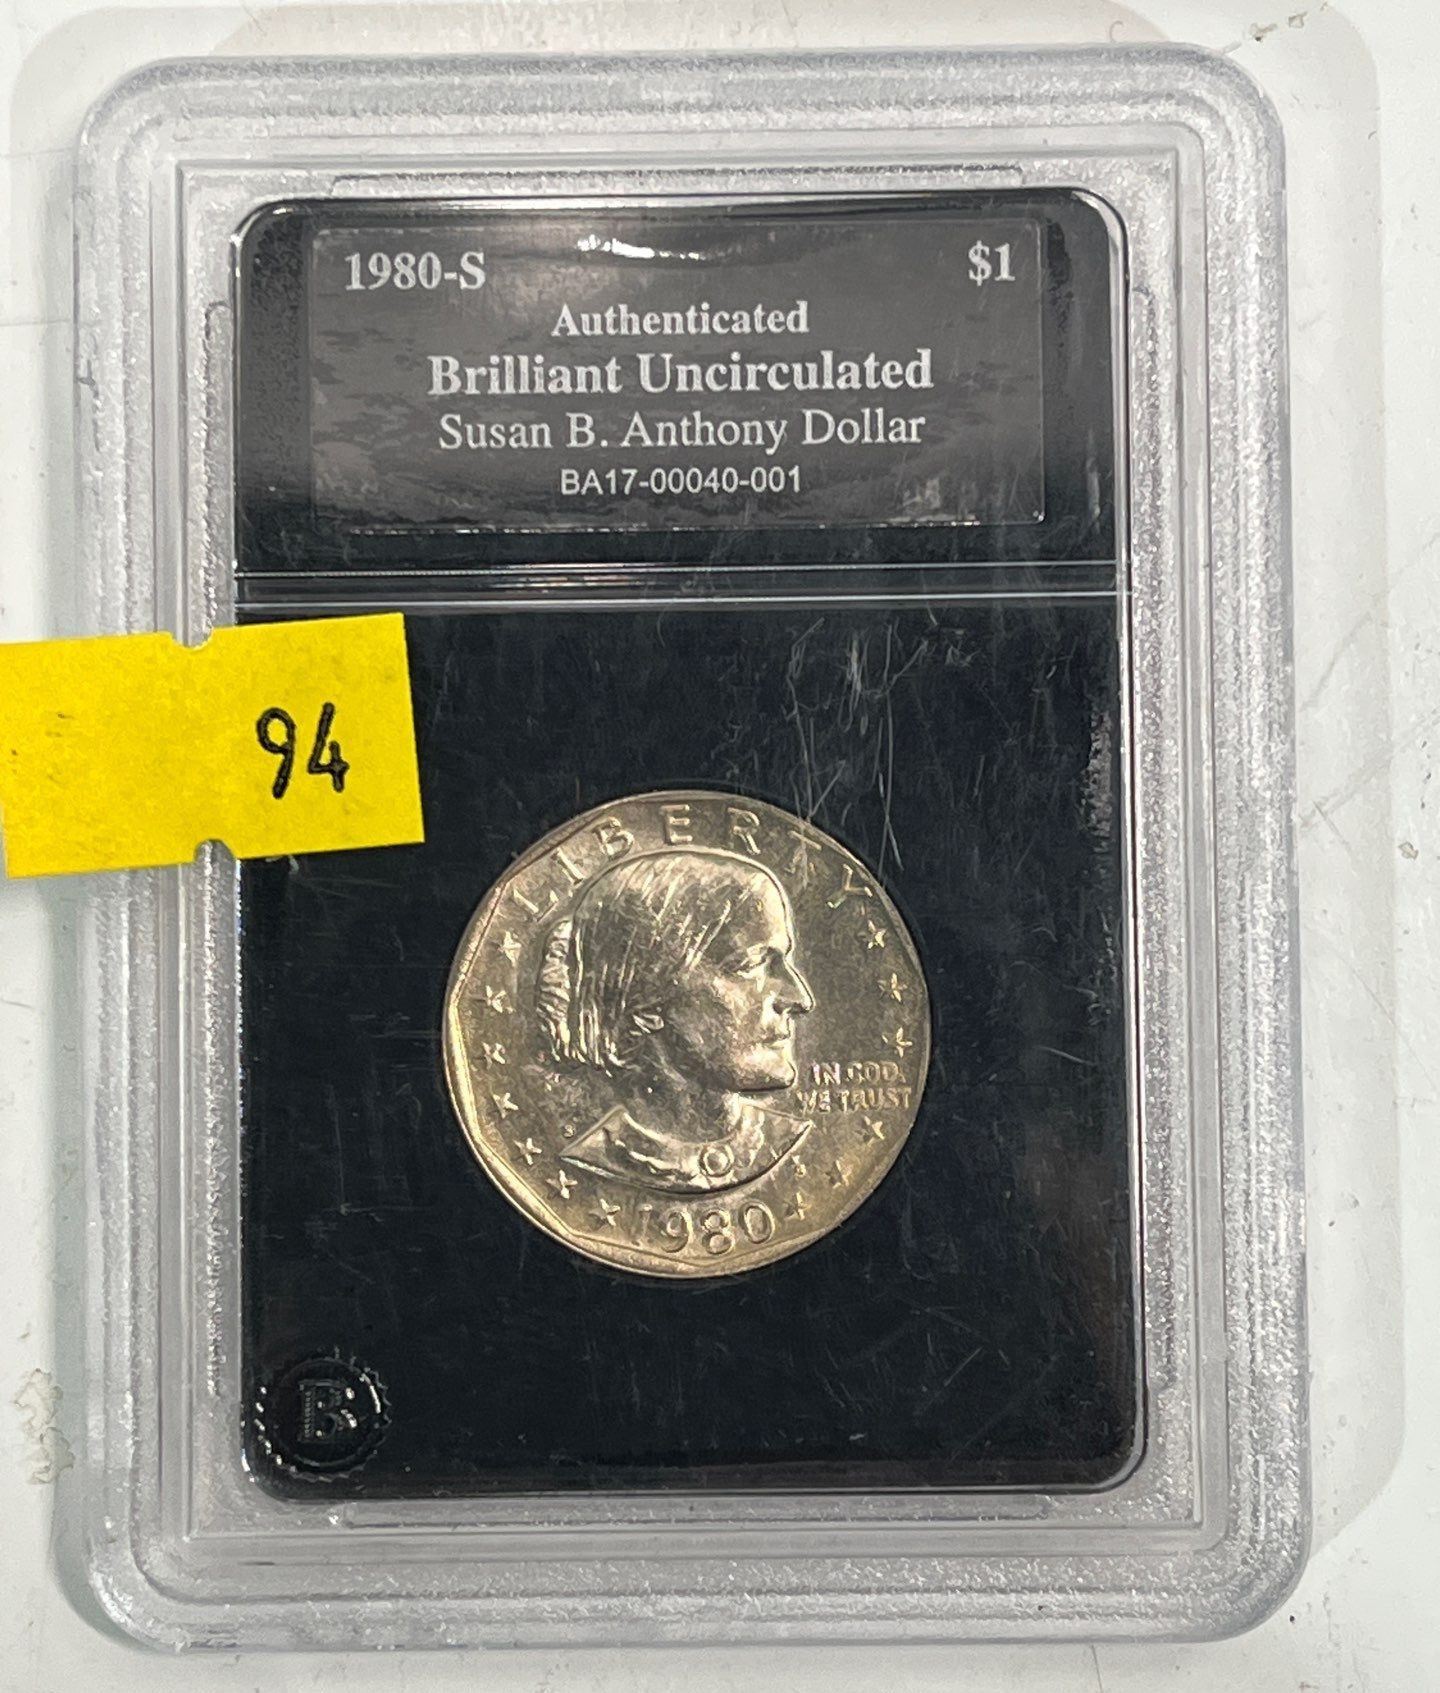 1980-S $1
Authenticated
Brilliant Uncirculated
Susan B. Anthony Dollar
BA17-00040-001
94
LIBERTY
IN GOD
WE TRUST
S
1980
B